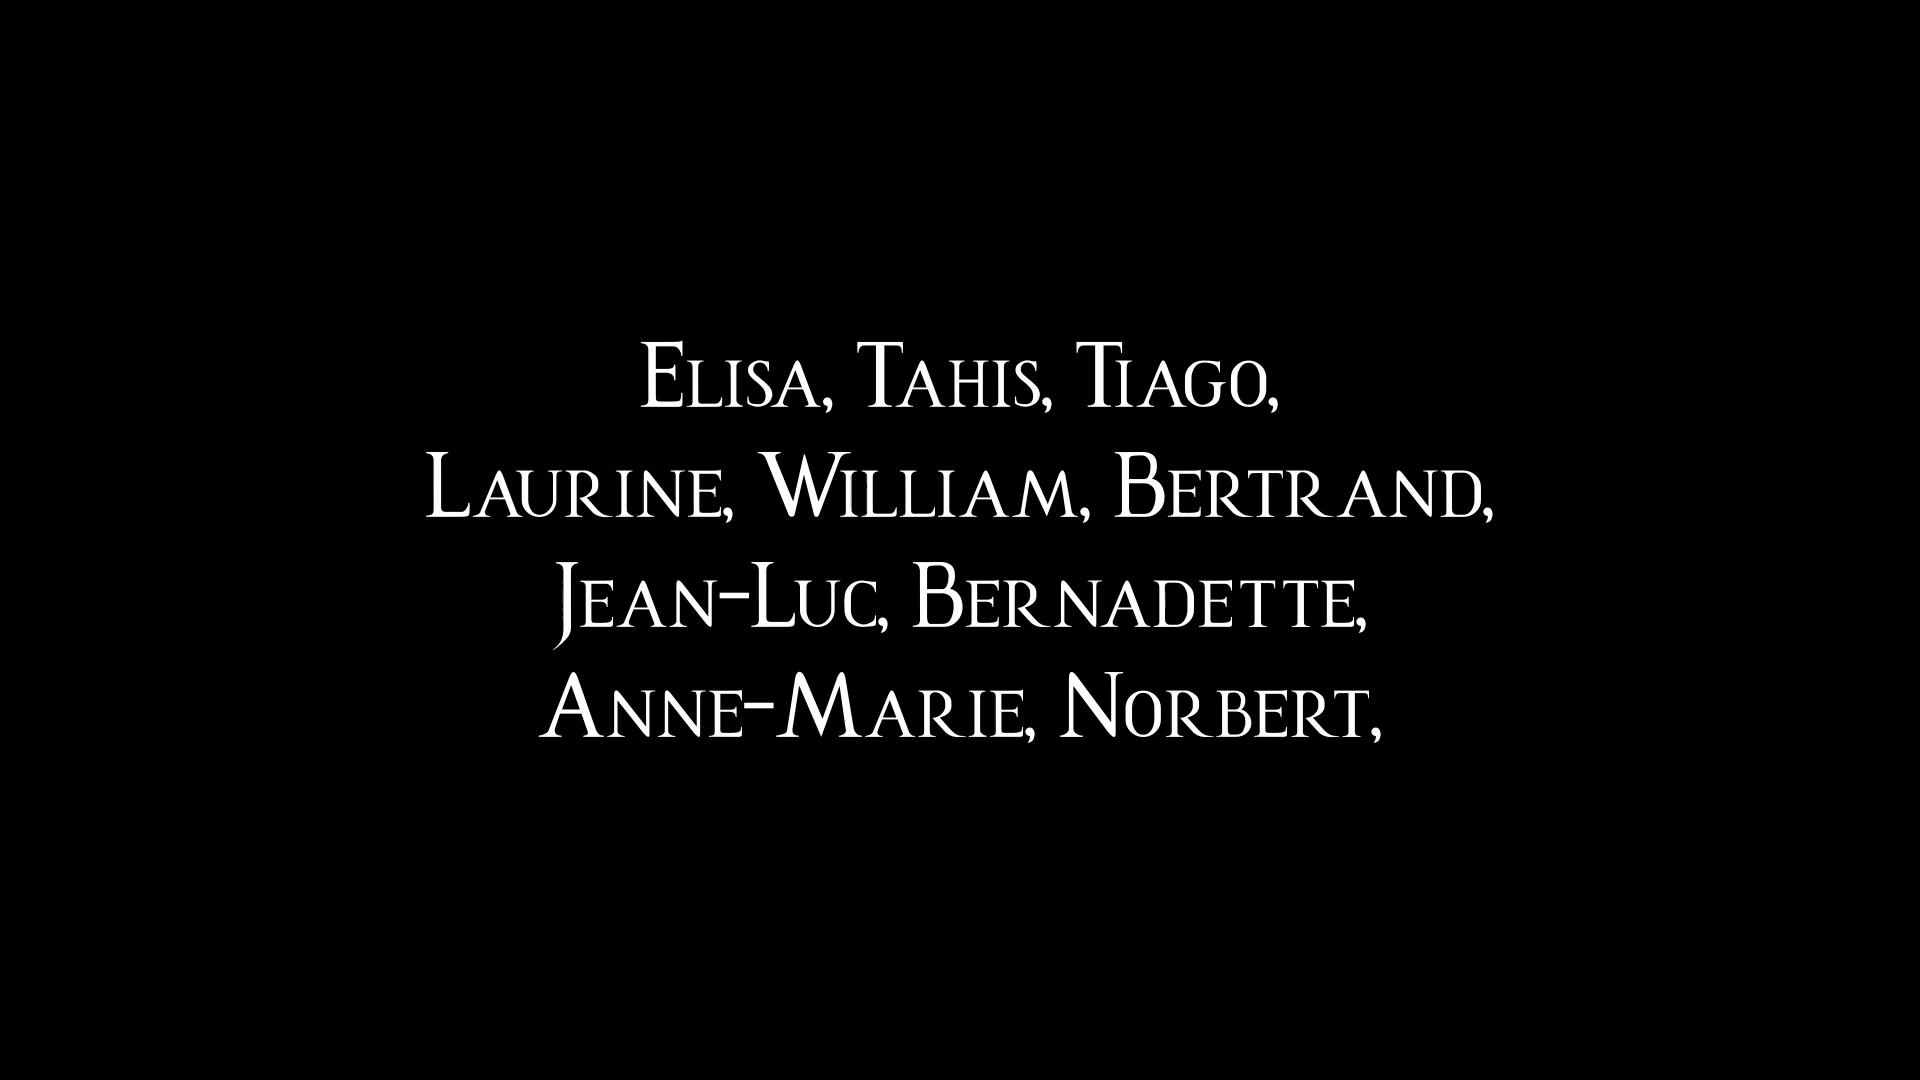 Elisa, Tahis, Tiago,
Laurine, William, Bertrand,
Jean-Luc, Bernadette,
Anne-Marie, Norbert,